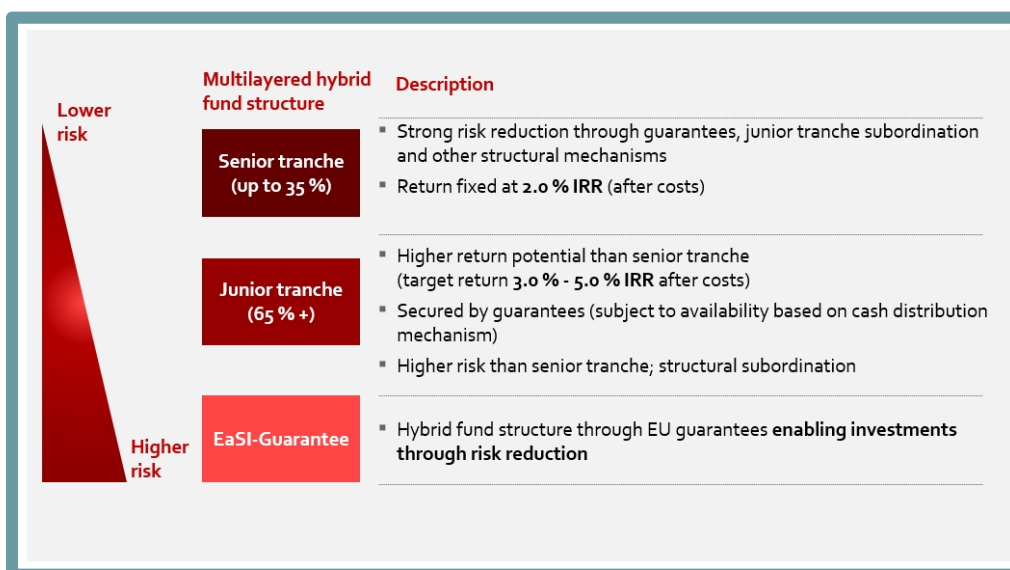 Lower
risk
Multilayered hybrid
fund structure
Description
Senior tranche
(up to 35 %)
▪ Strong risk reduction through guarantees, junior tranche subordination
and other structural mechanisms
▪ Return fixed at 2.0 % IRR (after costs)
Junior tranche
(65 % +)
▪ Higher return potential than senior tranche
(target return 3.0 % - 5.0 % IRR after costs)
▪ Secured by guarantees (subject to availability based on cash distribution
mechanism)
▪ Higher risk than senior tranche; structural subordination
Higher
risk
EaSI-Guarantee
▪ Hybrid fund structure through EU guarantees enabling investments
through risk reduction